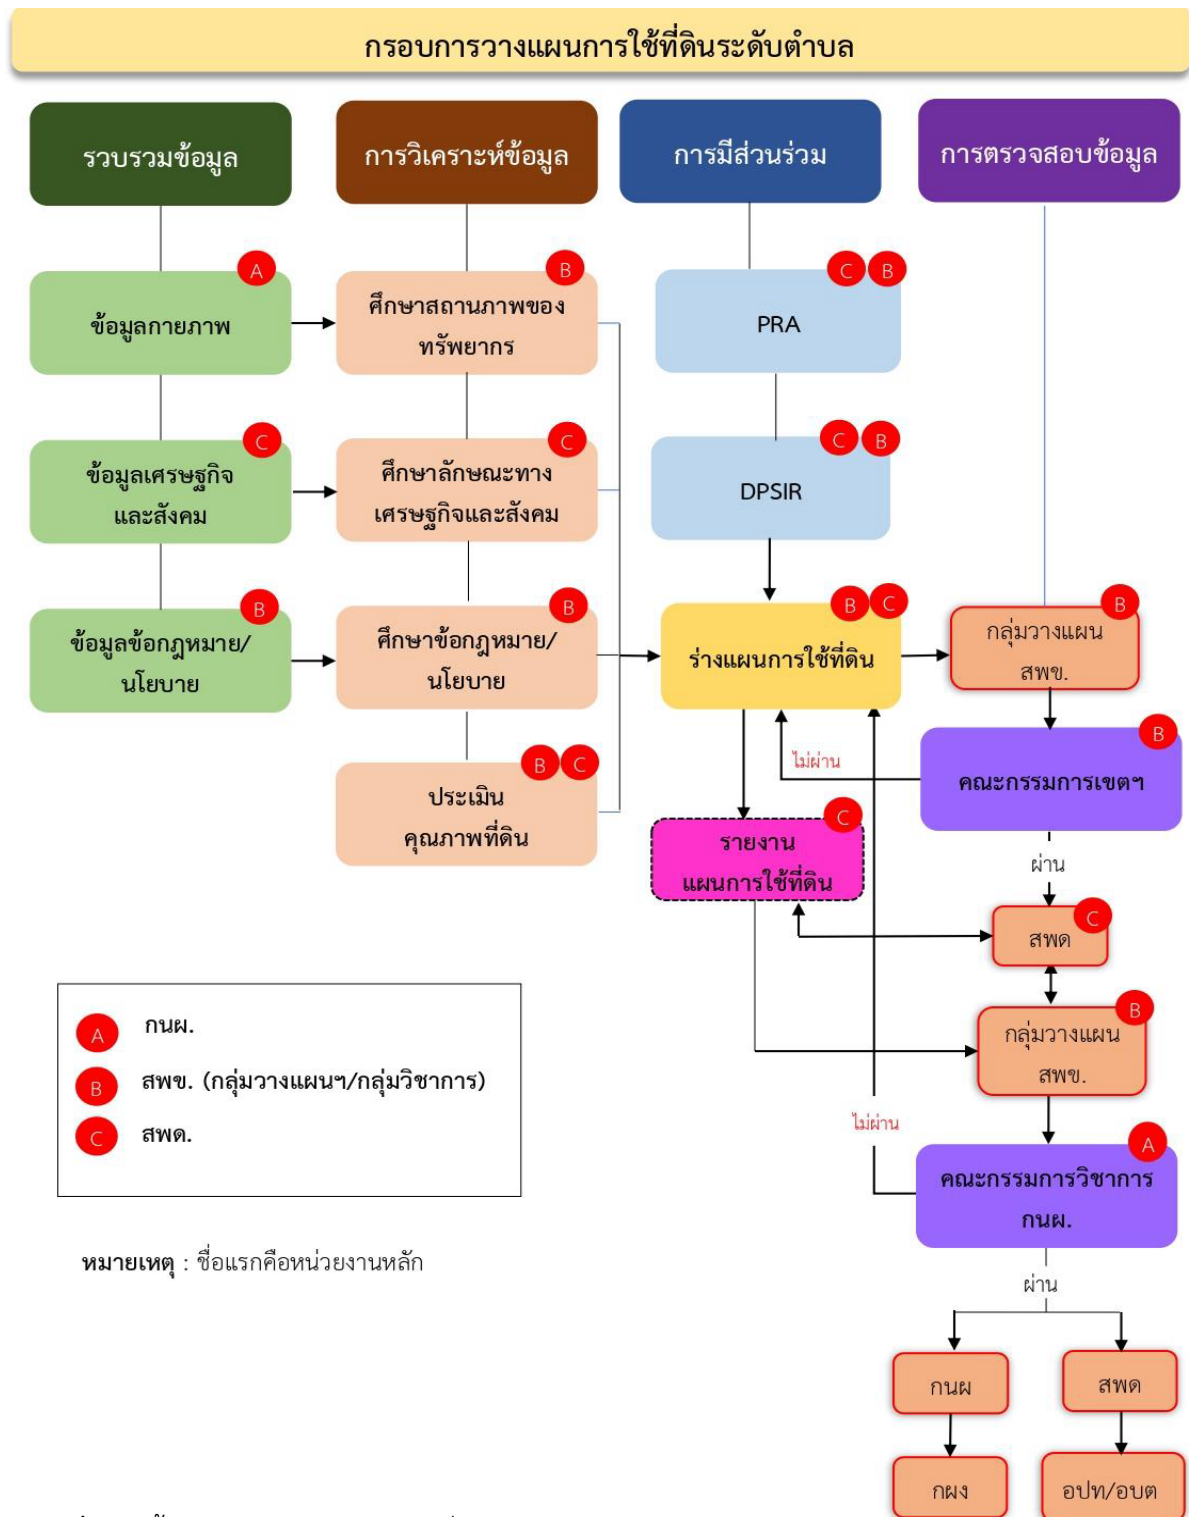 กรอบการวางแผนการใช้ที่ดินระดับตำบล
รวบรวมข้อมูล
การวิเคราะห์ข้อมูล
การมีส่วนร่วม
การตรวจสอบข้อมูล
A
ข้อมูลกายภาพ
B
ศึกษาสถานภาพของ
ทรัพยากร
C B
PRA
C
ข้อมูลเศรษฐกิจ
และสังคม
C
ศึกษาลักษณะทาง
เศรษฐกิจและสังคม
C B
DPSIR
B
ข้อมูลข้อกฎหมาย/
นโยบาย
B
ศึกษาข้อกฎหมาย/
นโยบาย
B C
ร่างแผนการใช้ที่ดิน
B
กลุ่มวางแผน
สพข.
B C
ประเมิน
คุณภาพที่ดิน
ไม่ผ่าน
B
คณะกรรมการเขตฯ
C
รายงาน
แผนการใช้ที่ดิน
ผ่าน
C
สพด
B
กลุ่มวางแผน
สพข.
A กนผ.
B สพข. (กลุ่มวางแผนฯ/กลุ่มวิชาการ)
C สพด.
ไม่ผ่าน
A
คณะกรรมการวิชาการ
กนผ.
หมายเหตุ : ชื่อแรกคือหน่วยงานหลัก
ผ่าน
กนผ
สพด
กผง
อปท/อบต